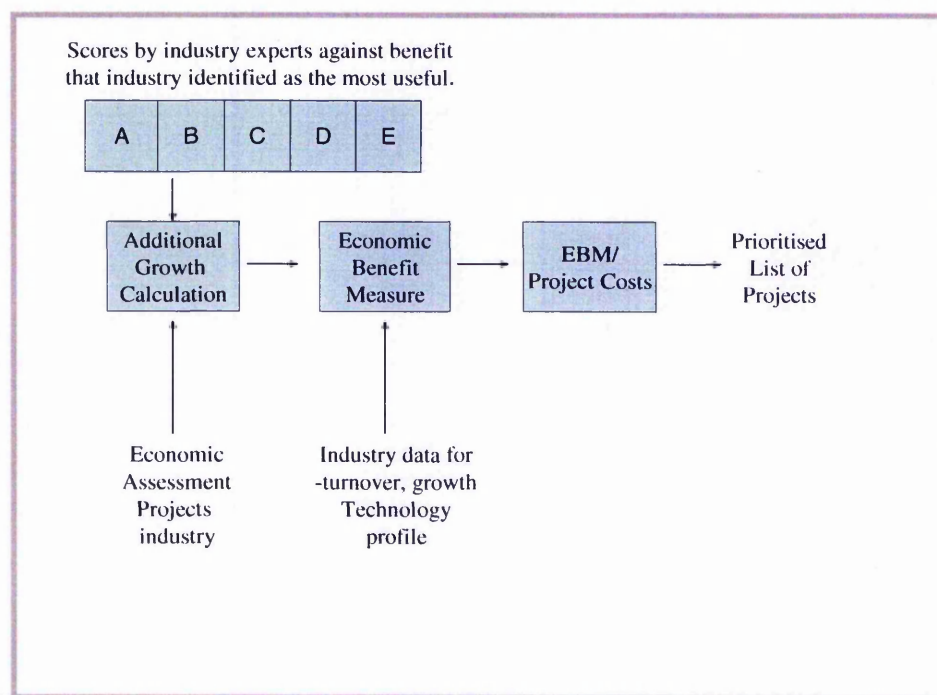 Scores by industry experts against benefit
that industry identified as the most useful.
A B C D E
Additional
Growth
Calculation
Economic
Benefit
Measure
EBM/
Project Costs
Prioritised
List of
Projects
Economic
Assessment
Projects
industry
Industry data for
-turnover, growth
Technology
profile